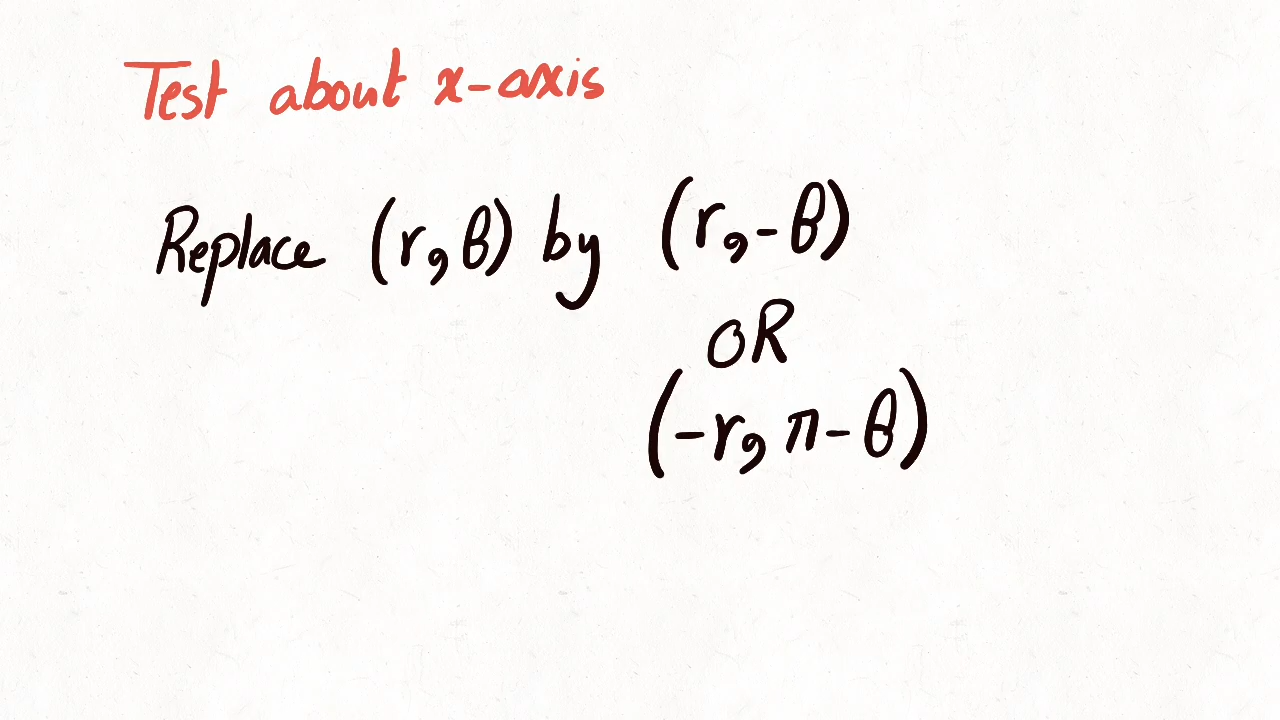 Test about x-axis
Replace (r, θ) by (r, -θ)
OR
(-r, π-θ)